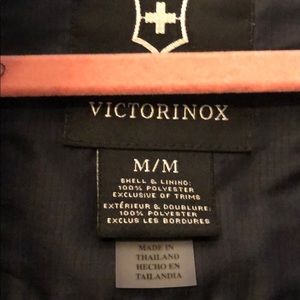 VICTORINOX
M/M
SHELL & LINING:
100% POLYESTER
EXCLUSIVE OF TRIMS
EXTÉRIEUR & DOUBLURE:
100% POLYESTER
EXCLUS LES BORDURES
MADE IN
THAILAND
HECHO EN
TAILANDIA